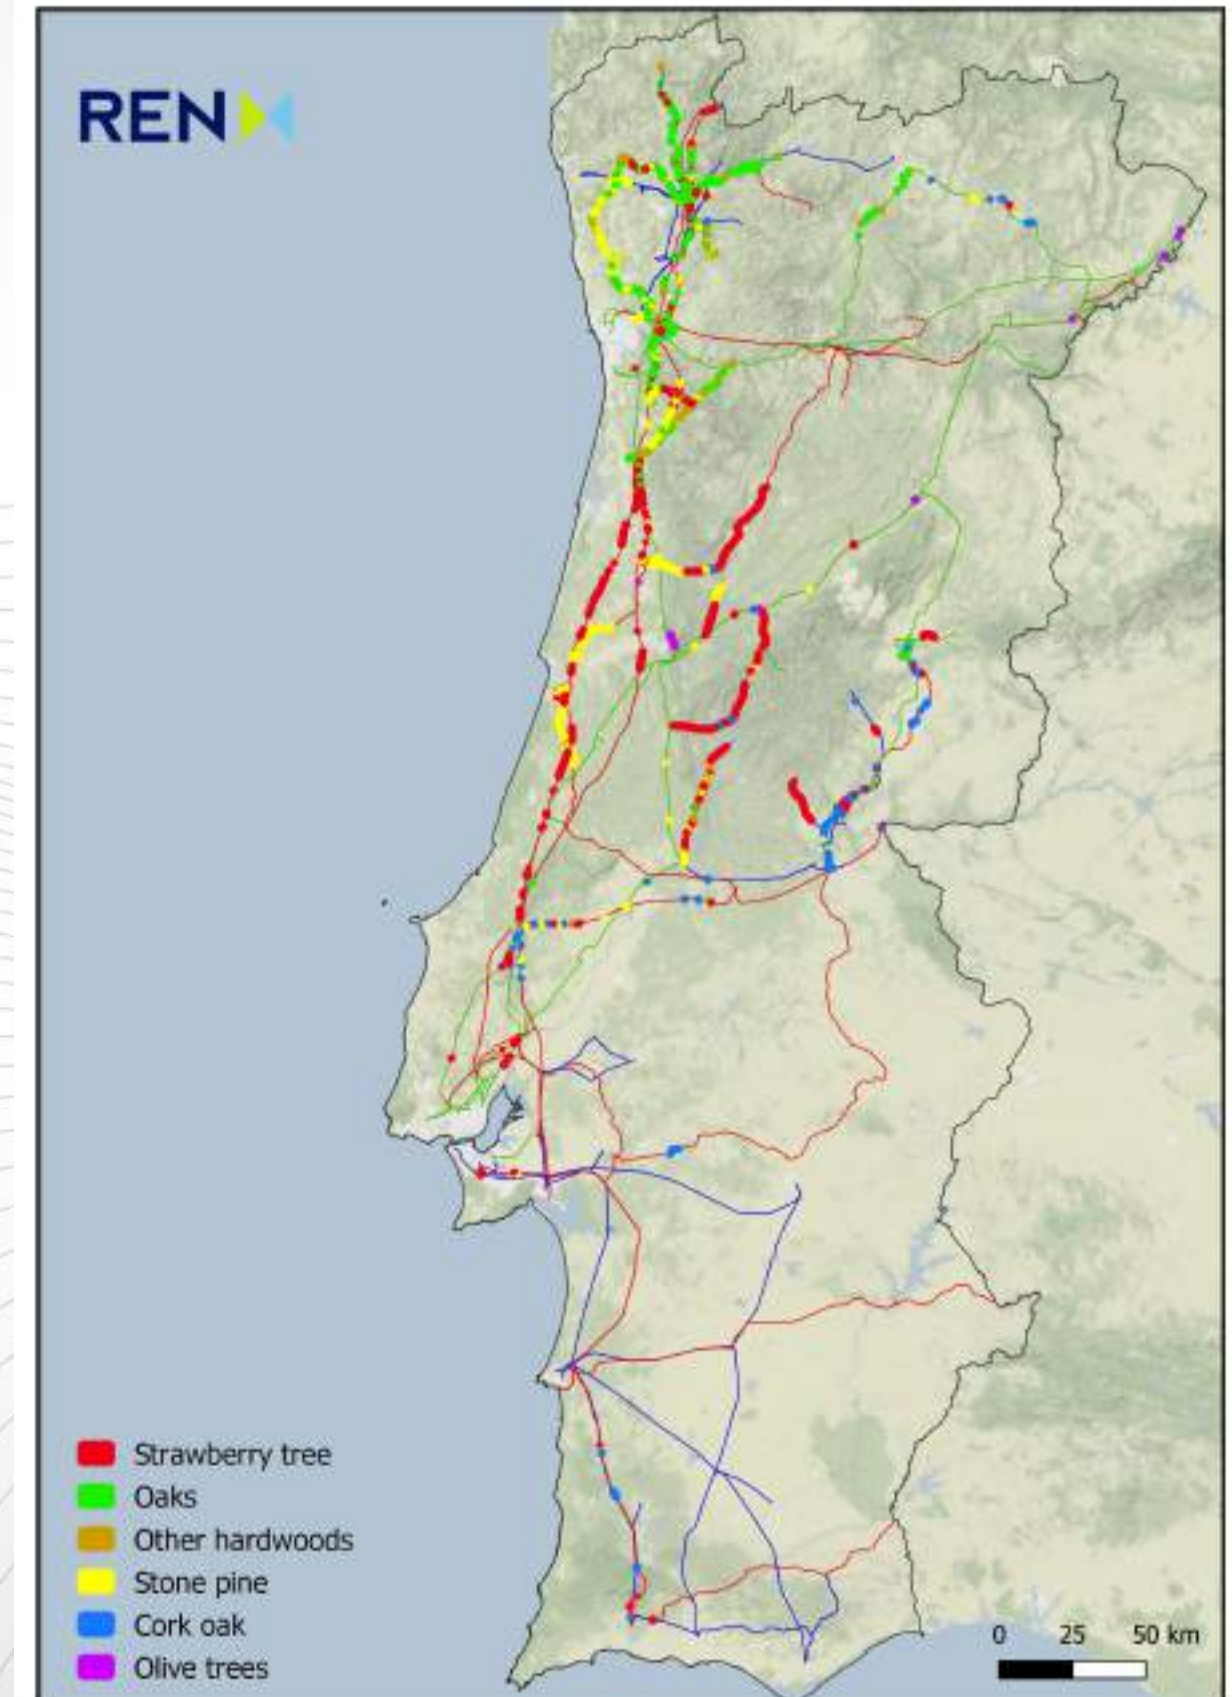 REN
Strawberry tree
Oaks
Other hardwoods
Stone pine
Cork oak
Olive trees
0 25 50 km